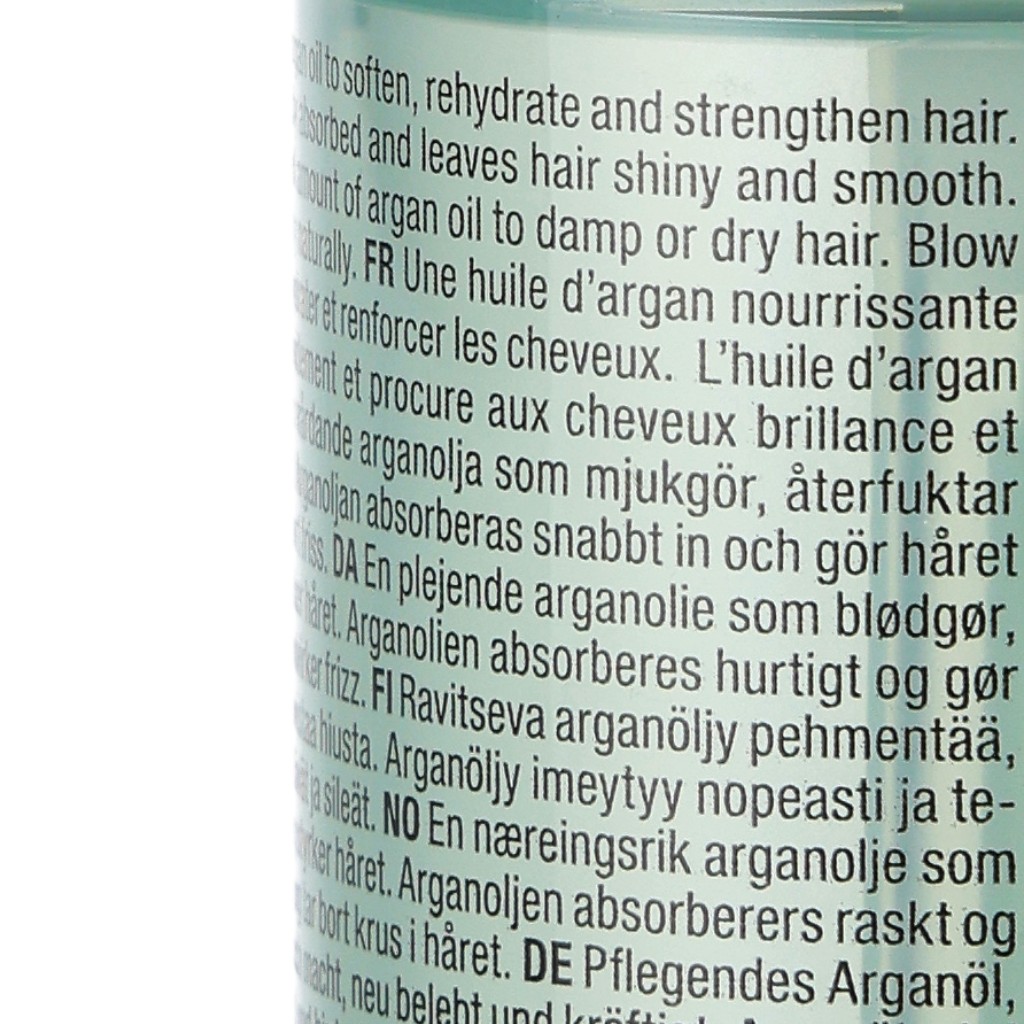 oil to soften, rehydrate and strengthen hair.
absorbed and leaves hair shiny and smooth.
amount of argan oil to damp or dry hair. Blow
naturally. FR Une huile d’argan nourrissante
et renforcer les cheveux. L’huile d’argan
et procure aux cheveux brillance et
arganolja som mjukgör, återfuktar
arganoljan absorberas snabbt in och gör håret
friss. DA En plejende arganolie som blødgør,
håret. Arganolien absorberes hurtigt og gør
frizz. FI Ravitseva arganöljy pehmentää,
hiusta. Arganöljy imeytyy nopeasti ja te-
ja sileät. NO En næreingsrik arganolje som
håret. Arganoljen absorberers raskt og
bort krus i håret. DE Pflegendes Arganöl,
macht, neu belebt und